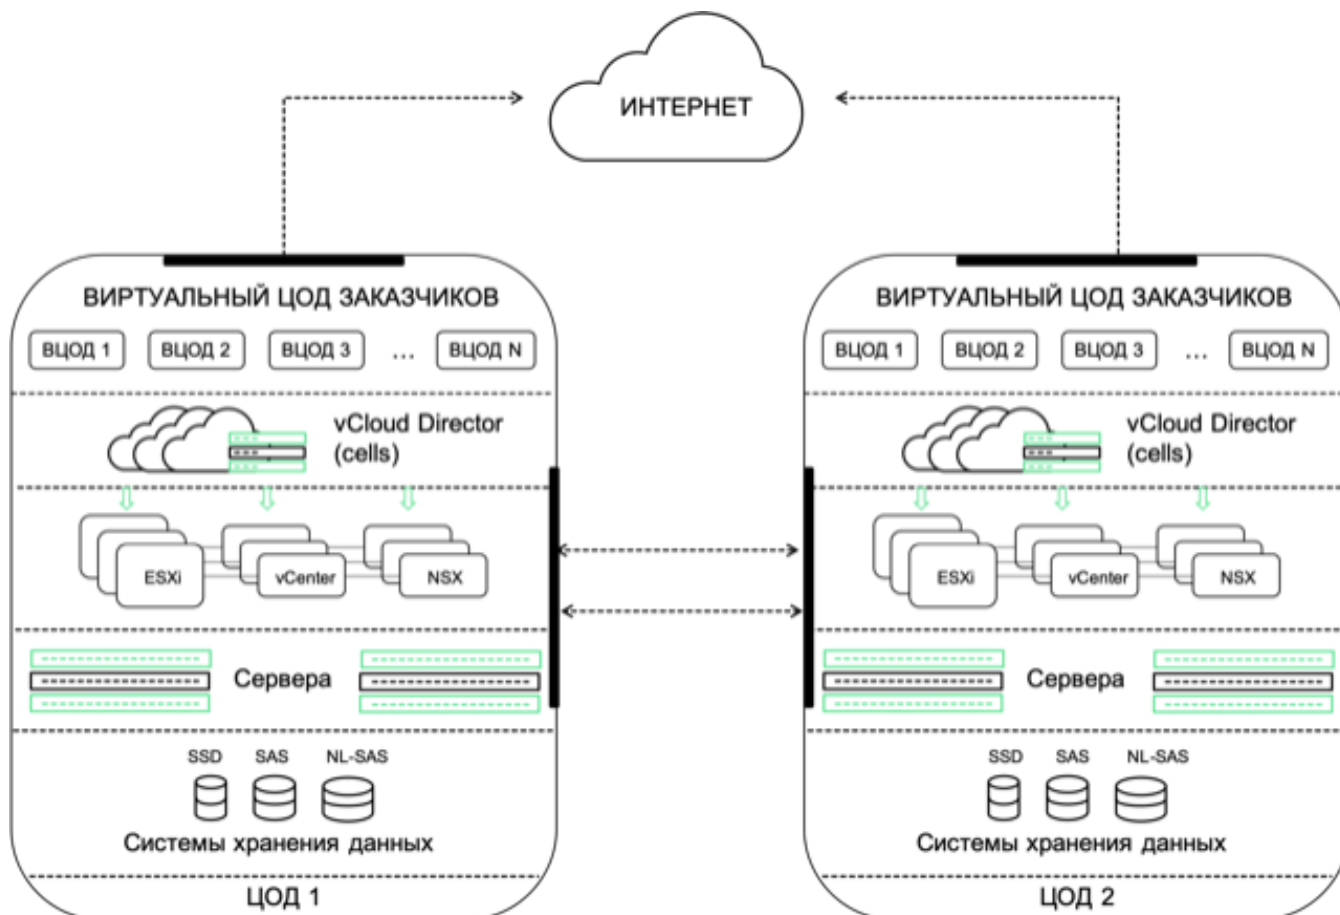 ИНТЕРНЕТ
ВИРТУАЛЬНЫЙ ЦОД ЗАКАЗЧИКОВ
ВЦОД 1 ВЦОД 2 ВЦОД 3 ... ВЦОД N
vCloud Director
(cells)
ESXi vCenter NSX
Сервера
SSD SAS NL-SAS
Системы хранения данных
ЦОД 1
ВИРТУАЛЬНЫЙ ЦОД ЗАКАЗЧИКОВ
ВЦОД 1 ВЦОД 2 ВЦОД 3 ... ВЦОД N
vCloud Director
(cells)
ESXi vCenter NSX
Сервера
SSD SAS NL-SAS
Системы хранения данных
ЦОД 2